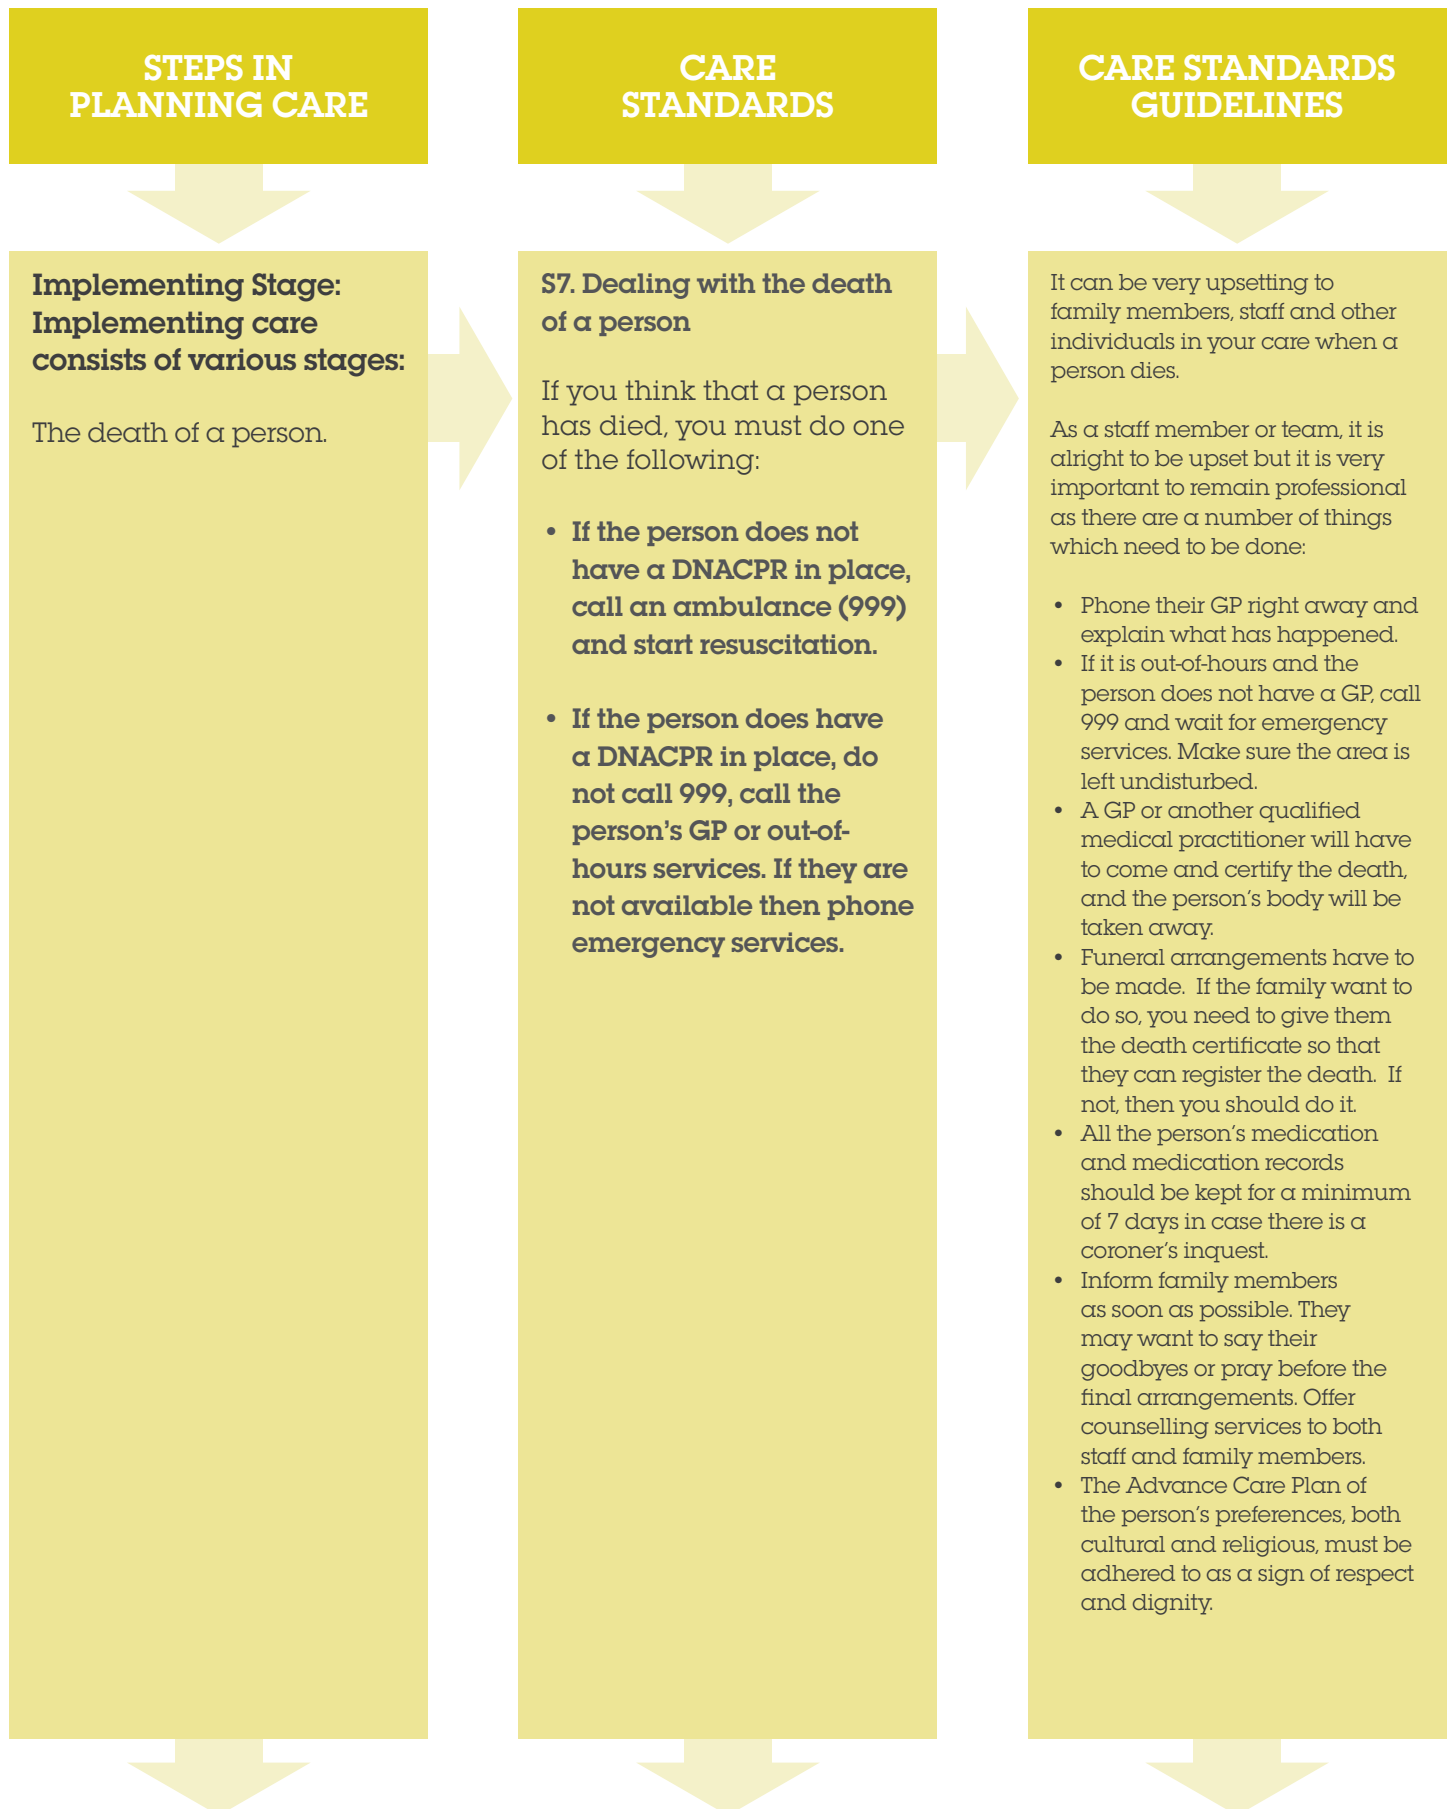 STEPS IN
PLANNING CARE
CARE
STANDARDS
CARE STANDARDS
GUIDELINES
Implementing Stage:
Implementing care
consists of various stages:
The death of a person.
S7. Dealing with the death
of a person
If you think that a person
has died, you must do one
of the following:
• If the person does not
have a DNACPR in place,
call an ambulance (999)
and start resuscitation.
• If the person does have
a DNACPR in place, do
not call 999, call the
person’s GP or out-of-
hours services. If they are
not available then phone
emergency services.
It can be very upsetting to
family members, staff and other
individuals in your care when a
person dies.
As a staff member or team, it is
alright to be upset but it is very
important to remain professional
as there are a number of things
which need to be done:
• Phone their GP right away and
explain what has happened.
• If it is out-of-hours and the
person does not have a GP, call
999 and wait for emergency
services. Make sure the area is
left undisturbed.
• A GP or another qualified
medical practitioner will have
to come and certify the death,
and the person’s body will be
taken away.
• Funeral arrangements have to
be made. If the family want to
do so, you need to give them
the death certificate so that
they can register the death. If
not, then you should do it.
• All the person’s medication
and medication records
should be kept for a minimum
of 7 days in case there is a
coroner’s inquest.
• Inform family members
as soon as possible. They
may want to say their
goodbyes or pray before the
final arrangements. Offer
counselling services to both
staff and family members.
• The Advance Care Plan of
the person’s preferences, both
cultural and religious, must be
adhered to as a sign of respect
and dignity.